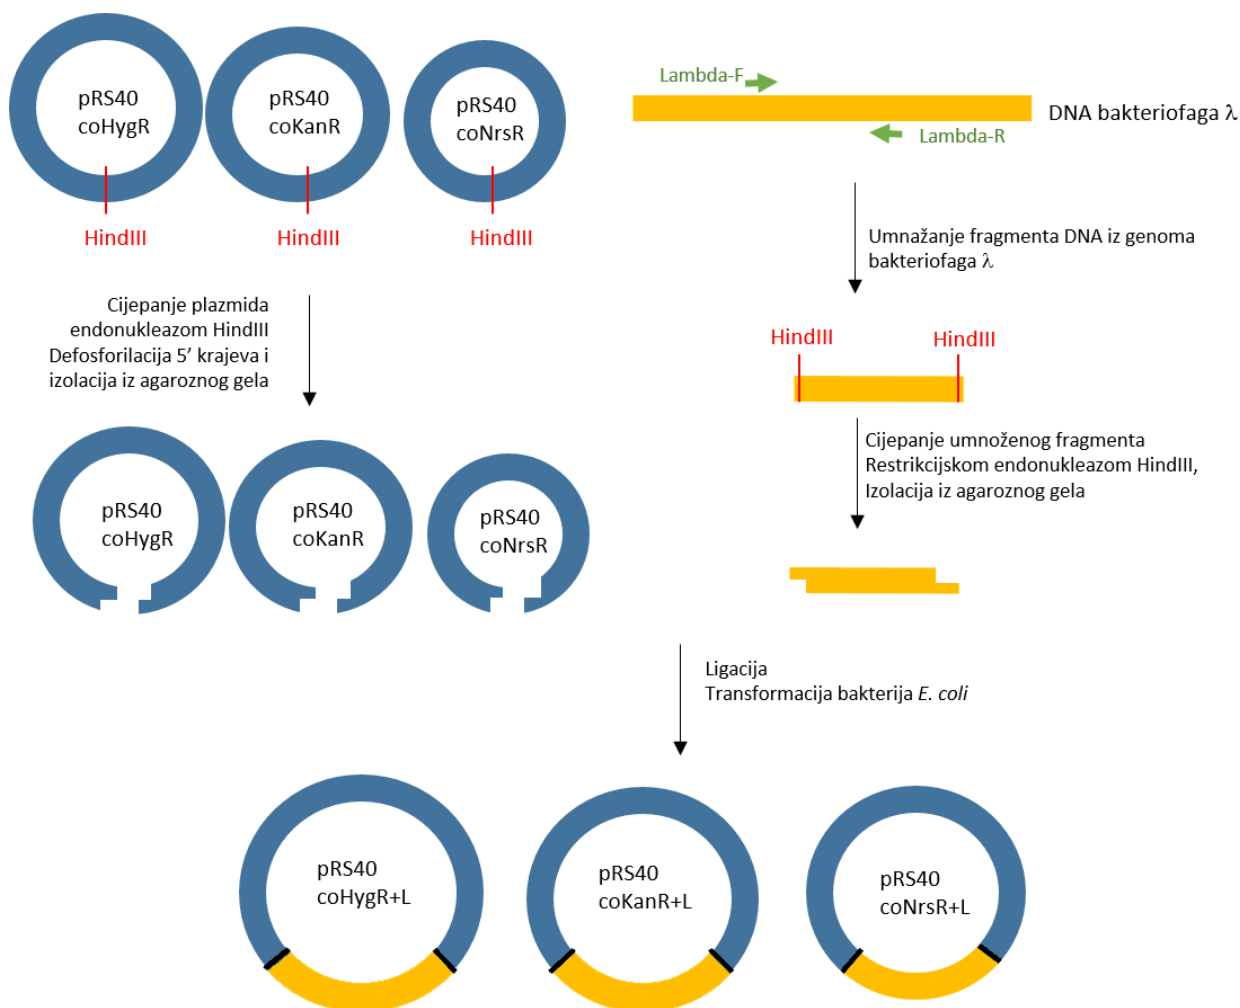 pRS40
coHygR
pRS40
coKanR
pRS40
coNrsR
HindIII
HindIII
HindIII
Lambda-F
DNA bakteriofaga λ
Lambda-R
Umnažanje fragmenta DNA iz genoma
bakteriofaga λ
Cijepanje plazmida
endonukleazom HindIII
Defosforilacija 5’ krajeva i
izolacija iz agaroznog gela
HindIII
HindIII
Cijepanje umnoženog fragmenta
Restrikcijskom endonukleazom HindIII,
Izolacija iz agaroznog gela
pRS40
coHygR
pRS40
coKanR
pRS40
coNrsR
Ligacija
Transformacija bakterija E. coli
pRS40
coHygR+L
pRS40
coKanR+L
pRS40
coNrsR+L